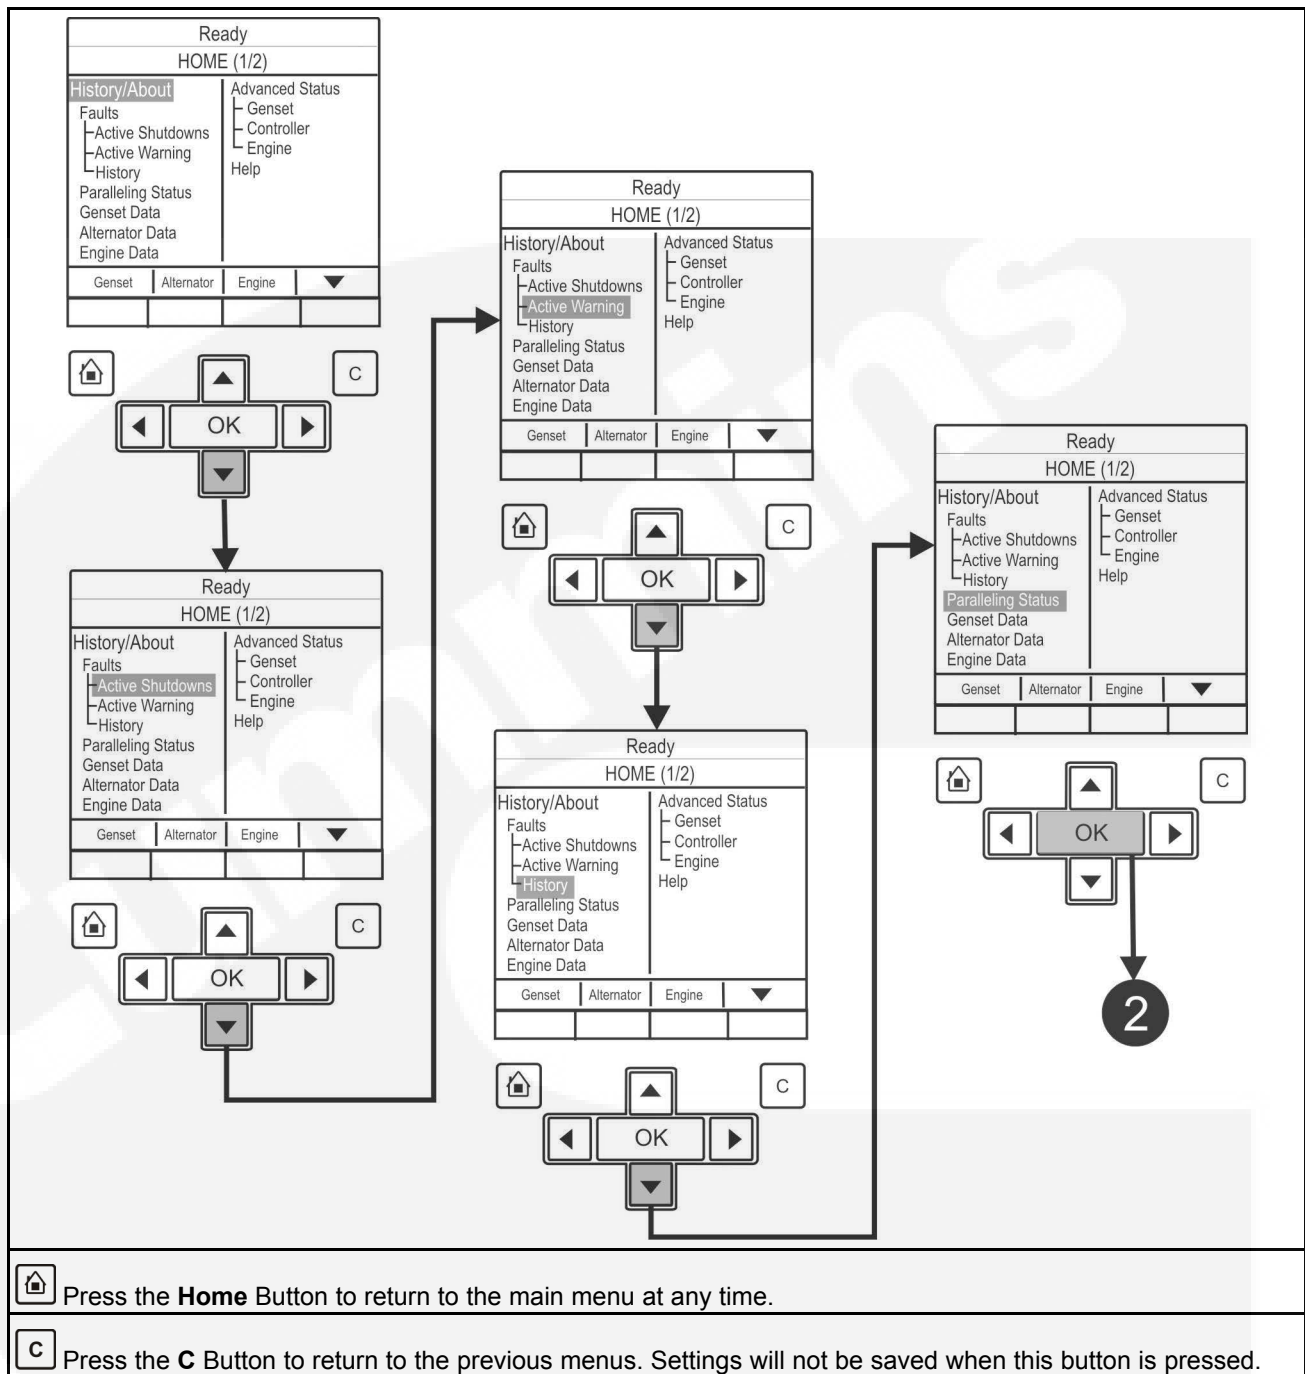 Ready
HOME (1/2)
History/About
Faults
Active Shutdowns
Active Warning
History
Paralleling Status
Genset Data
Alternator Data
Engine Data
Advanced Status
Genset
Controller
Engine
Help
Genset Alternator Engine
C
OK
Ready
HOME (1/2)
History/About
Faults
Active Shutdowns
Active Warning
History
Paralleling Status
Genset Data
Alternator Data
Engine Data
Advanced Status
Genset
Controller
Engine
Help
Genset Alternator Engine
C
OK
Ready
HOME (1/2)
History/About
Faults
Active Shutdowns
Active Warning
History
Paralleling Status
Genset Data
Alternator Data
Engine Data
Advanced Status
Genset
Controller
Engine
Help
Genset Alternator Engine
C
OK
Ready
HOME (1/2)
History/About
Faults
Active Shutdowns
Active Warning
History
Paralleling Status
Genset Data
Alternator Data
Engine Data
Advanced Status
Genset
Controller
Engine
Help
Genset Alternator Engine
C
OK
Ready
HOME (1/2)
History/About
Faults
Active Shutdowns
Active Warning
History
Paralleling Status
Genset Data
Alternator Data
Engine Data
Advanced Status
Genset
Controller
Engine
Help
Genset Alternator Engine
C
OK
2
Press the Home Button to return to the main menu at any time.
C Press the C Button to return to the previous menus. Settings will not be saved when this button is pressed.
Cummins